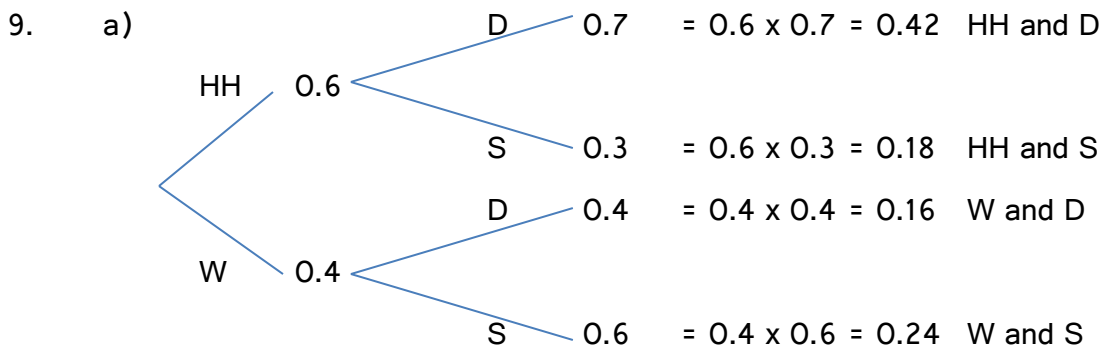 9. a) D 0.7 = 0.6 x 0.7 = 0.42 HH and D
HH 0.6
S 0.3 = 0.6 x 0.3 = 0.18 HH and S
D 0.4 = 0.4 x 0.4 = 0.16 W and D
W 0.4
S 0.6 = 0.4 x 0.6 = 0.24 W and S